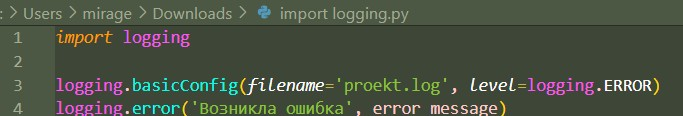 : > Users > mirage > Downloads > import logging.py
1 import logging
2
3 logging.basicConfig(filename='proekt.log', level=logging.ERROR)
4 logging.error('Возникла ошибка', error message)